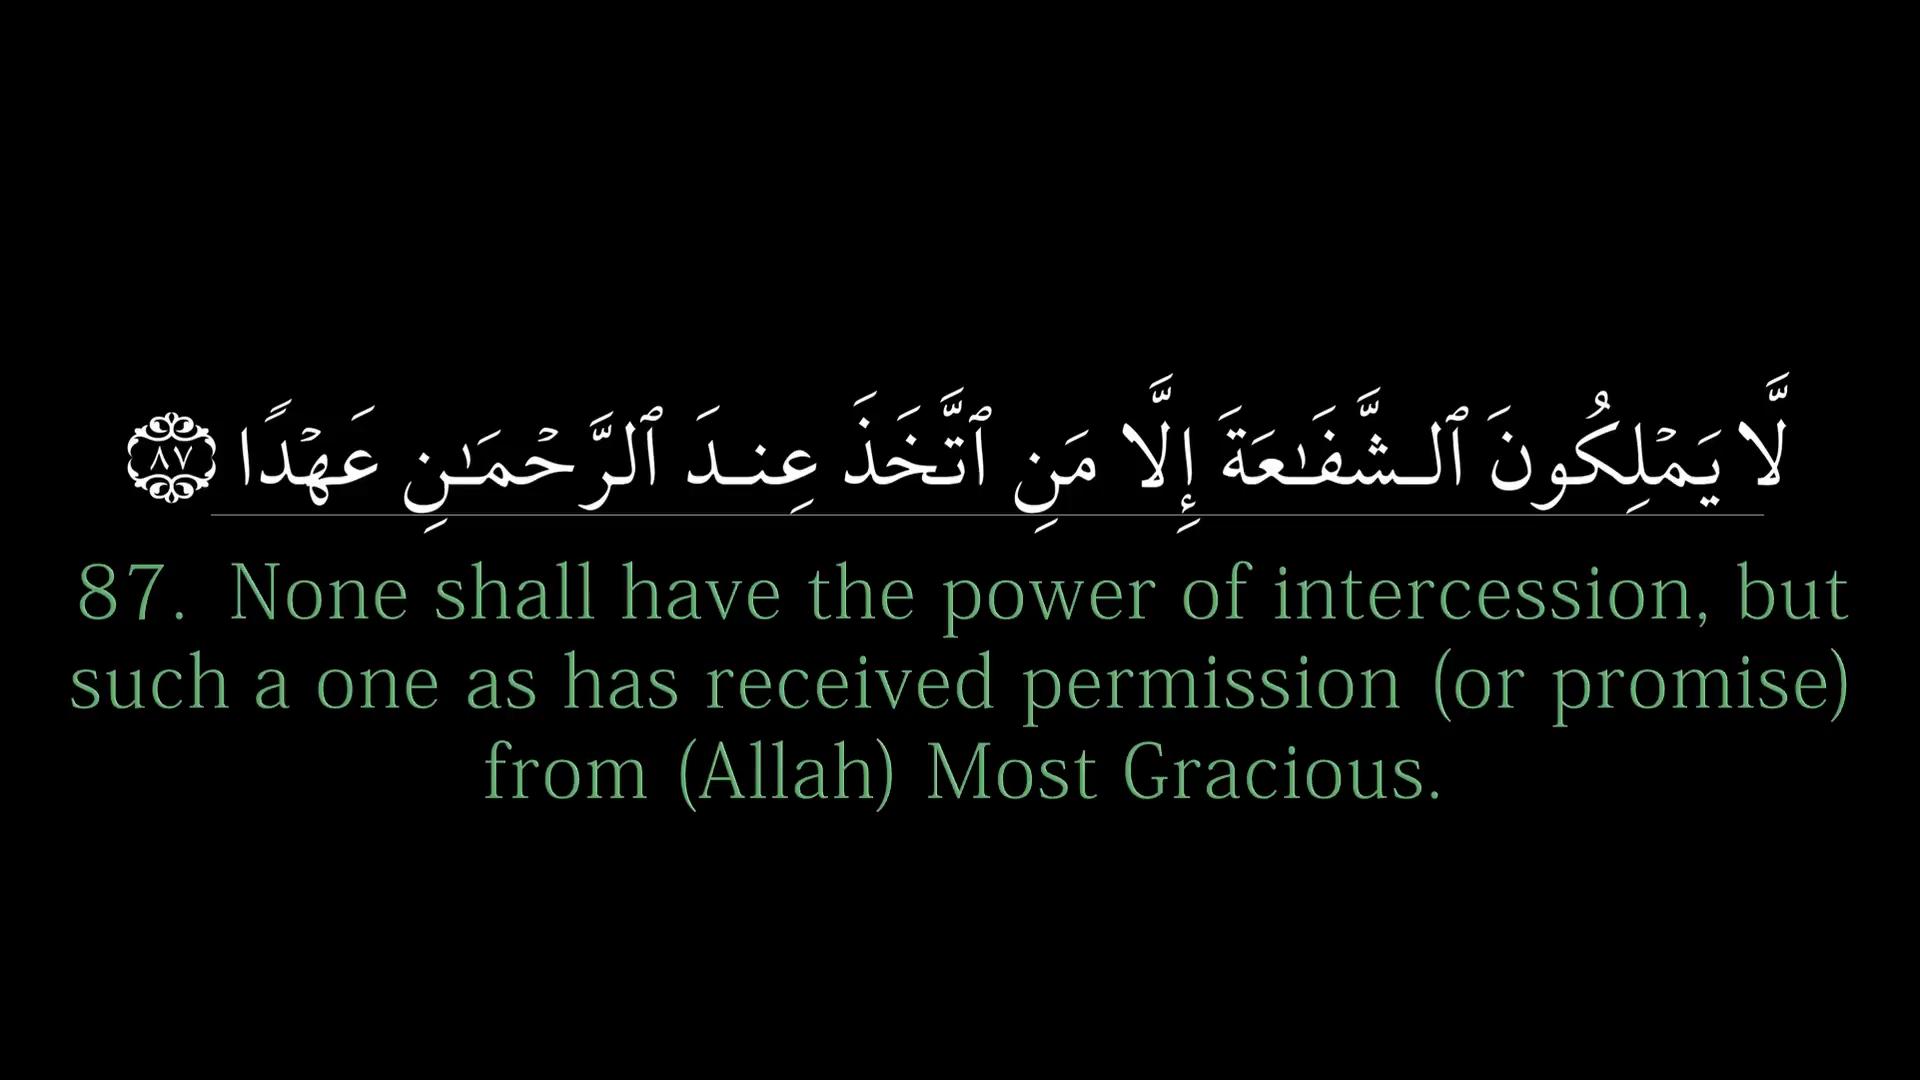 لَّا يَمْلِكُونَ ٱلشَّفَٰعَةَ إِلَّا مَنِ ٱتَّخَذَ عِندَ ٱلرَّحْمَٰنِ عَهْدًا ٨٧
87. None shall have the power of intercession, but
such a one as has received permission (or promise)
from (Allah) Most Gracious.